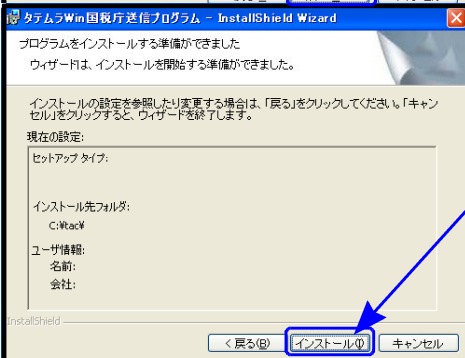 タテムラWin国税庁送信プログラム - InstallShield Wizard
プログラムをインストールする準備ができました
ウィザードは、インストールを開始する準備ができました。
インストールの設定を参照したり変更する場合は、「戻る」をクリックしてください。「キャン
セル」をクリックすると、ウィザードを終了します。
現在の設定:
セットアップ タイプ:
インストール先フォルダ:
C:¥tac¥
ユーザ情報:
名前:
会社:
InstallShield
< 戻る(B) インストール(I) キャンセル